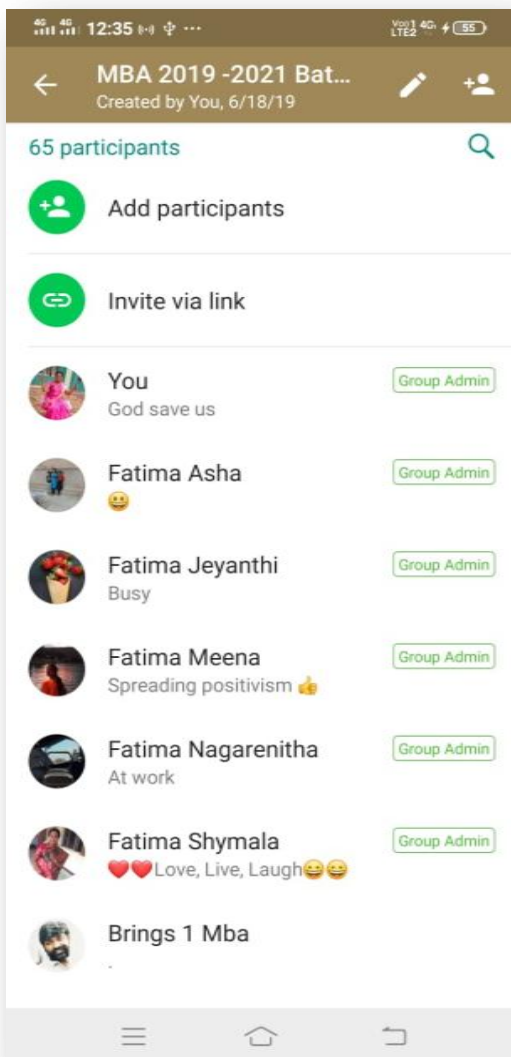 12:35
VoD1 4G+
LTE2
55
MBA 2019 -2021 Bat...
Created by You, 6/18/19
65 participants
Add participants
Invite via link
You
Group Admin
God save us
Fatima Asha
Group Admin
😀
Fatima Jeyanthi
Group Admin
Busy
Fatima Meena
Group Admin
Spreading positivism 👍
Fatima Nagarenitha
Group Admin
At work
Fatima Shymala
Group Admin
❤️❤️Love, Live, Laugh😄😄
Brings 1 Mba
.